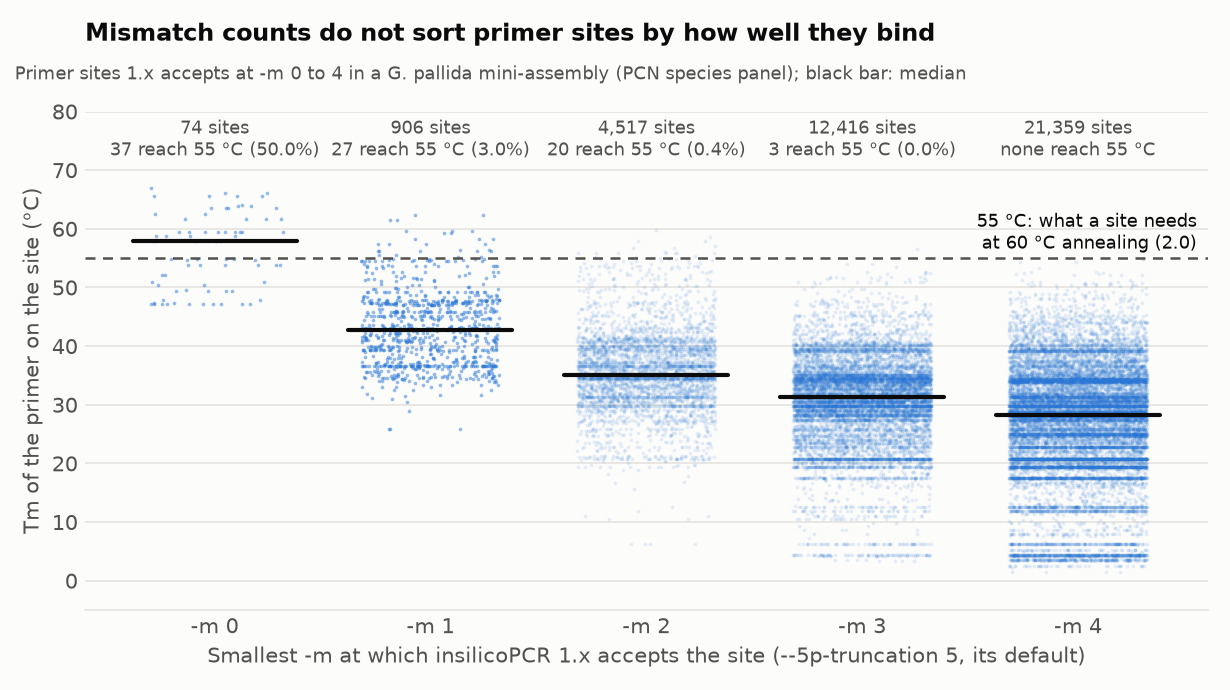 Mismatch counts do not sort primer sites by how well they bind
Primer sites 1.x accepts at -m 0 to 4 in a G. pallida mini-assembly (PCN species panel); black bar: median
80
74 sites
37 reach 55 °C (50.0%)
906 sites
27 reach 55 °C (3.0%)
4,517 sites
20 reach 55 °C (0.4%)
12,416 sites
3 reach 55 °C (0.0%)
21,359 sites
none reach 55 °C
70
60
55 °C: what a site needs
at 60 °C annealing (2.0)
50
40
30
20
10
0
Tm of the primer on the site (°C)
-m 0
-m 1
-m 2
-m 3
-m 4
Smallest -m at which insilicoPCR 1.x accepts the site (--5p-truncation 5, its default)